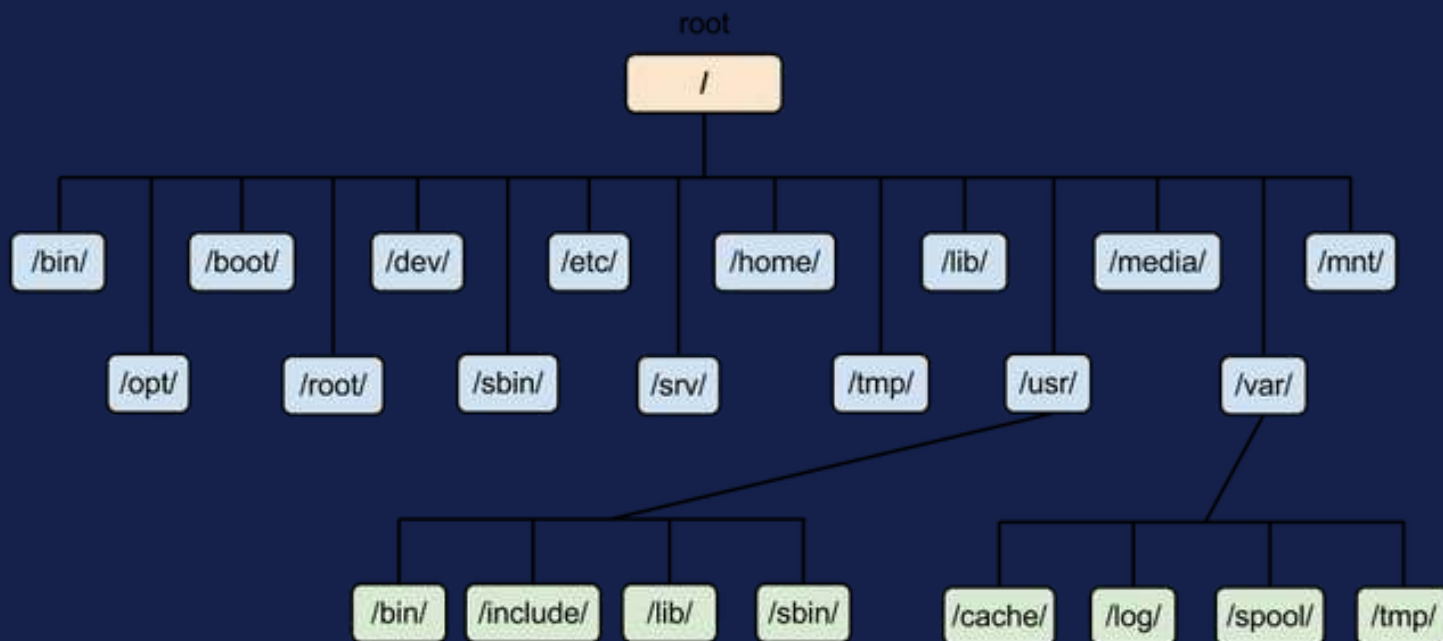 root
/
/bin/ /boot/ /dev/ /etc/ /home/ /lib/ /media/ /mnt/
/opt/ /root/ /sbin/ /srv/ /tmp/ /usr/ /var/
/bin/ /include/ /lib/ /sbin/ /cache/ /log/ /spool/ /tmp/